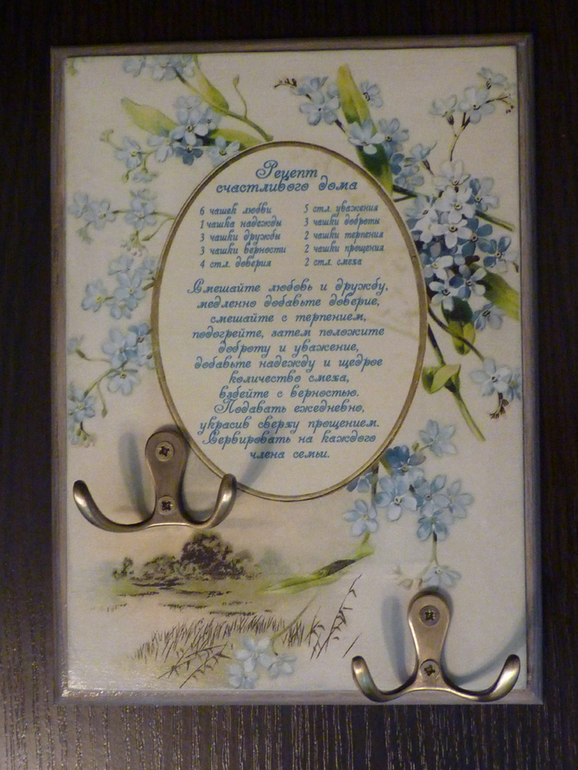 Рецепт
счастливого дома
6 чашек любви
1 чашка надежды
3 чашки дружбы
3 чашки верности
4 стл. доверия
5 стл уважения
3 чашки доброты
2 чашки терпения
2 чашки прощения
2 стл смеха
Смешайте любовь и дружбу,
медленно добавьте доверие,
смешайте с терпением,
подогрейте, затем положите
доброту и уважение,
добавьте надежду и щедрое
количество смеха,
взбейте с верностью.
Подавать ежедневно,
украсив сверху прощением.
Сервировать на каждого
члена семьи.